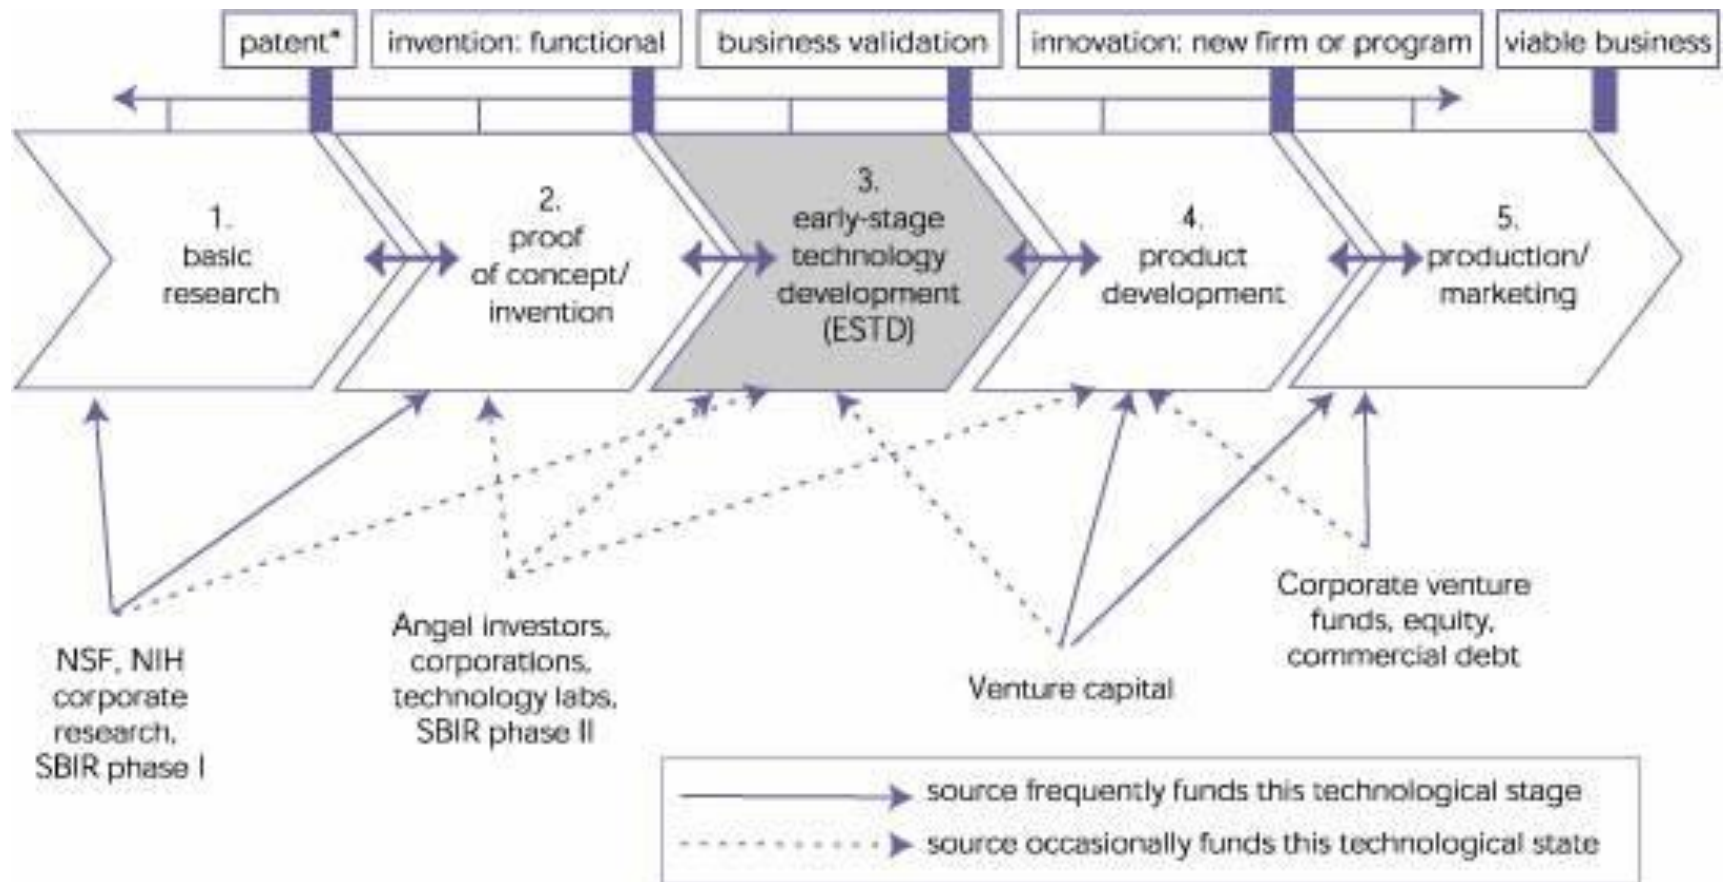 patent*
invention: functional
business validation
innovation: new firm or program
viable business
1.
basic
research
2.
proof
of concept/
invention
3.
early-stage
technology
development
(ESTD)
4.
product
development
5.
production/
marketing
NSF, NIH
corporate
research,
SBIR phase I
Angel investors,
corporations,
technology labs,
SBIR phase II
Venture capital
Corporate venture
funds, equity,
commercial debt
source frequently funds this technological stage
source occasionally funds this technological state